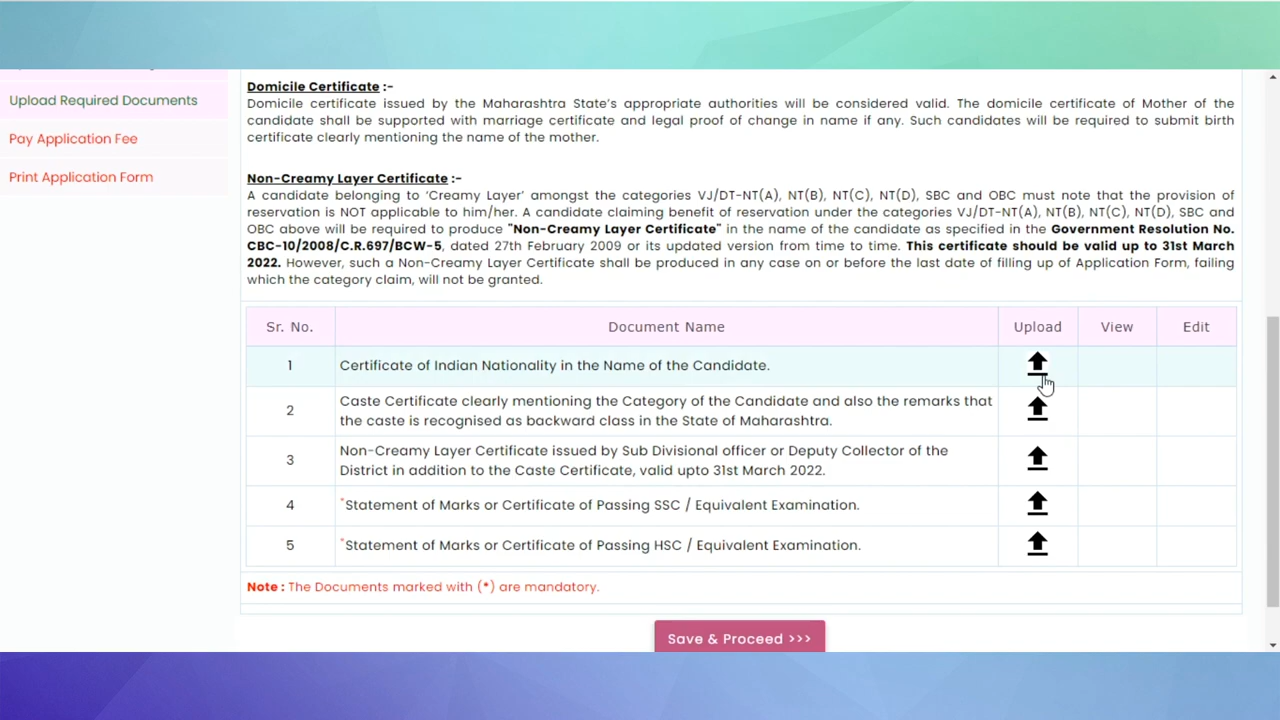 Upload Required Documents
Pay Application Fee
Print Application Form
Domicile Certificate :-
Domicile certificate issued by the Maharashtra State's appropriate authorities will be considered valid. The domicile certificate of Mother of the
candidate shall be supported with marriage certificate and legal proof of change in name if any. Such candidates will be required to submit birth
certificate clearly mentioning the name of the mother.
Non-Creamy Layer Certificate :-
A candidate belonging to ‘Creamy Layer’ amongst the categories VJ/DT-NT(A), NT(B), NT(C), NT(D), SBC and OBC must note that the provision of
reservation is NOT applicable to him/her. A candidate claiming benefit of reservation under the categories VJ/DT-NT(A), NT(B), NT(C), NT(D), SBC and
OBC above will be required to produce "Non-Creamy Layer Certificate" in the name of the candidate as specified in the Government Resolution No.
CBC-10/2008/C.R.697/BCW-5, dated 27th February 2009 or its updated version from time to time. This certificate should be valid up to 31st March
2022. However, such a Non-Creamy Layer Certificate shall be produced in any case on or before the last date of filling up of Application Form, failing
which the category claim, will not be granted.
Sr. No. Document Name Upload View Edit
1 Certificate of Indian Nationality in the Name of the Candidate.
2 Caste Certificate clearly mentioning the Category of the Candidate and also the remarks that
the caste is recognised as backward class in the State of Maharashtra.
3 Non-Creamy Layer Certificate issued by Sub Divisional officer or Deputy Collector of the
District in addition to the Caste Certificate, valid upto 31st March 2022.
4 *Statement of Marks or Certificate of Passing SSC / Equivalent Examination.
5 *Statement of Marks or Certificate of Passing HSC / Equivalent Examination.
Note : The Documents marked with (*) are mandatory.
Save & Proceed >>>